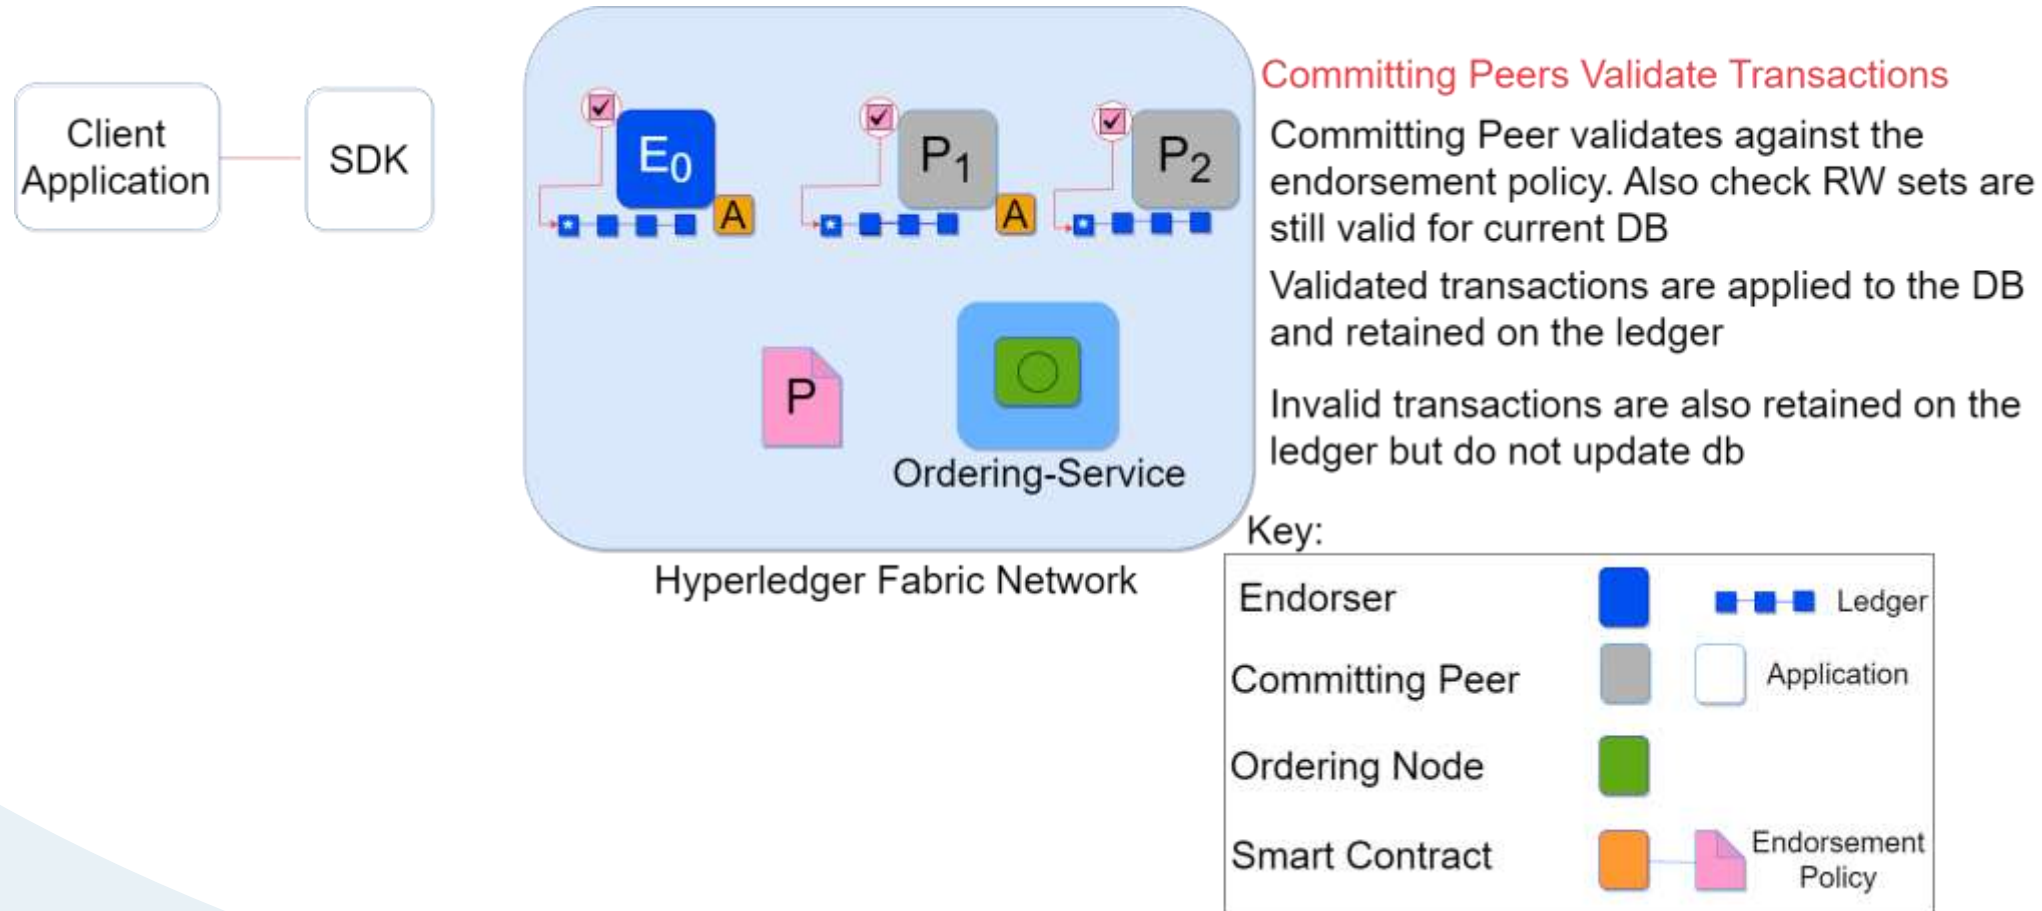 Client
Application
SDK
E0
A
P1
A
P2
P
Ordering-Service
Hyperledger Fabric Network
Committing Peers Validate Transactions
Committing Peer validates against the
endorsement policy. Also check RW sets are
still valid for current DB
Validated transactions are applied to the DB
and retained on the ledger
Invalid transactions are also retained on the
ledger but do not update db
Key:
Endorser
Ledger
Committing Peer
Application
Ordering Node
Smart Contract
Endorsement
Policy